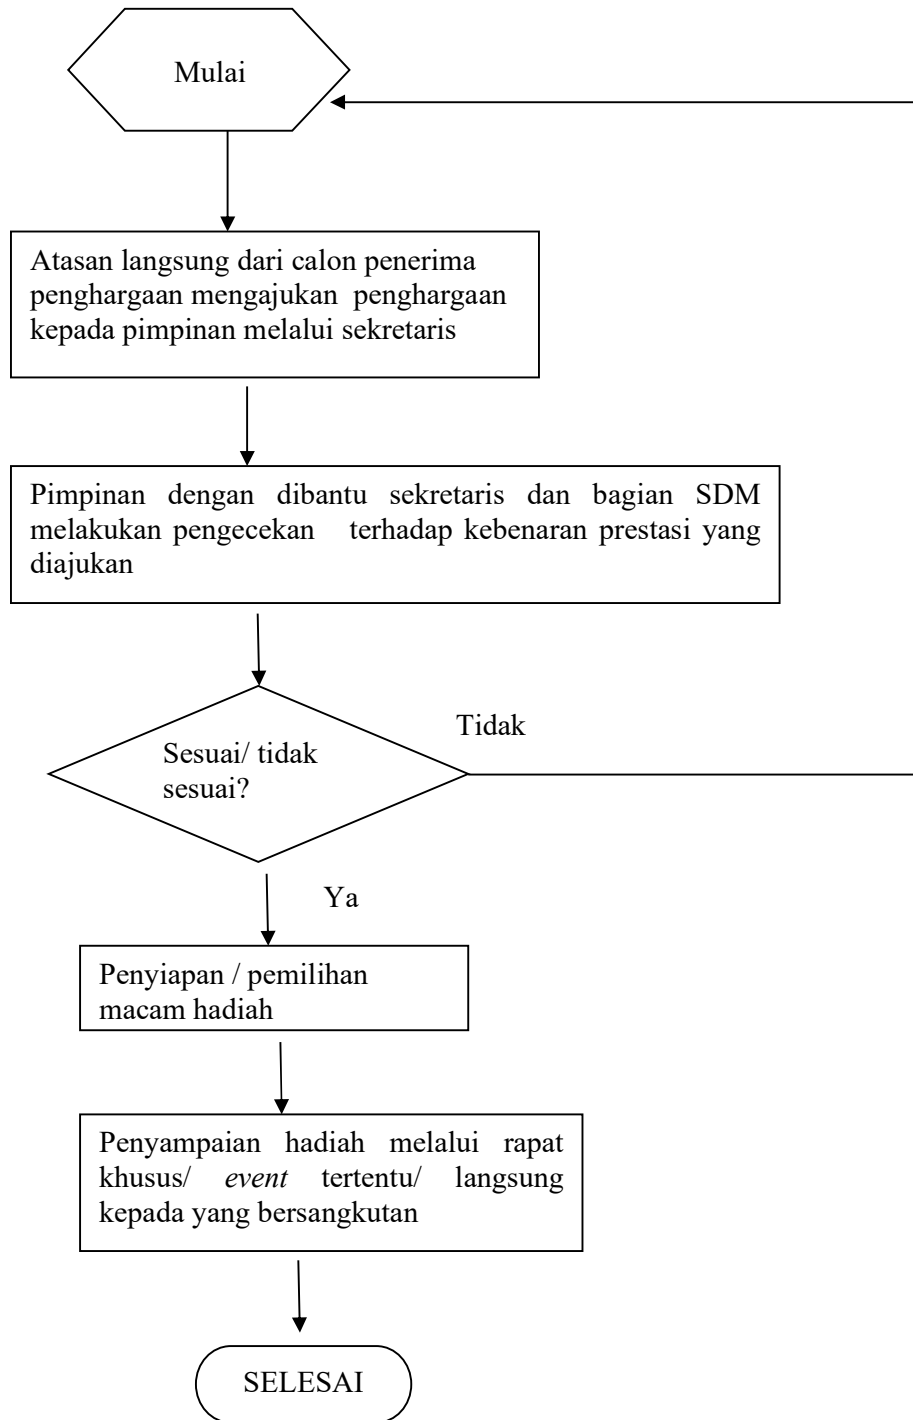 Mulai
Atasan langsung dari calon penerima
penghargaan mengajukan penghargaan
kepada pimpinan melalui sekretaris
Pimpinan dengan dibantu sekretaris dan bagian SDM
melakukan pengecekan terhadap kebenaran prestasi yang
diajukan
Tidak
Sesuai/ tidak
sesuai?
Ya
Penyiapan / pemilihan
macam hadiah
Penyampaian hadiah melalui rapat
khusus/ event tertentu/ langsung
kepada yang bersangkutan
SELESAI